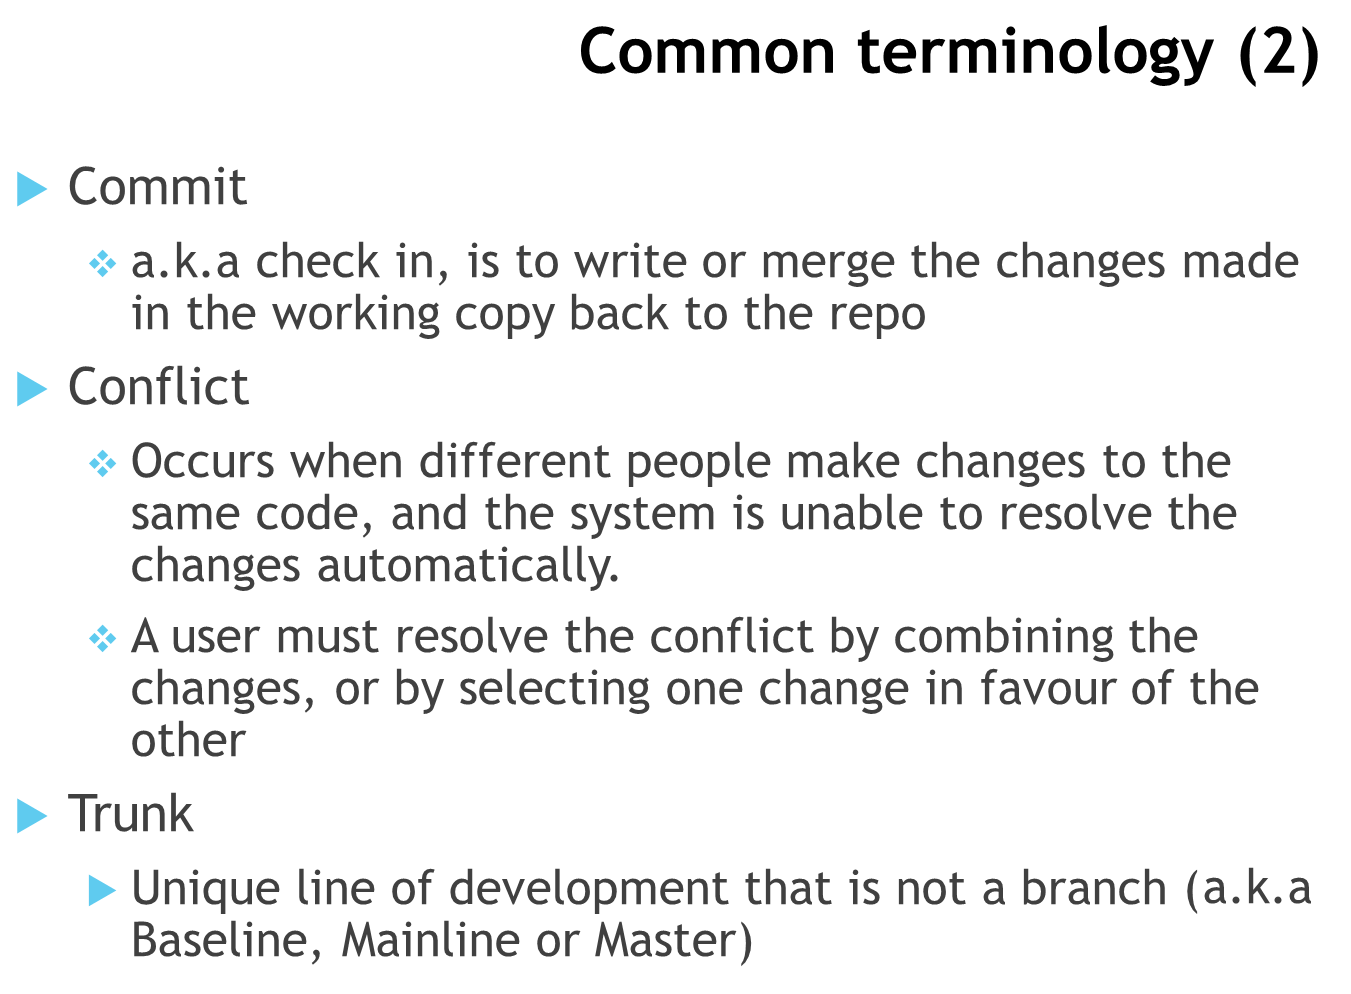 Common terminology (2)
Commit
a.k.a check in, is to write or merge the changes made
in the working copy back to the repo
Conflict
Occurs when different people make changes to the
same code, and the system is unable to resolve the
changes automatically.
A user must resolve the conflict by combining the
changes, or by selecting one change in favour of the
other
Trunk
Unique line of development that is not a branch (a.k.a
Baseline, Mainline or Master)